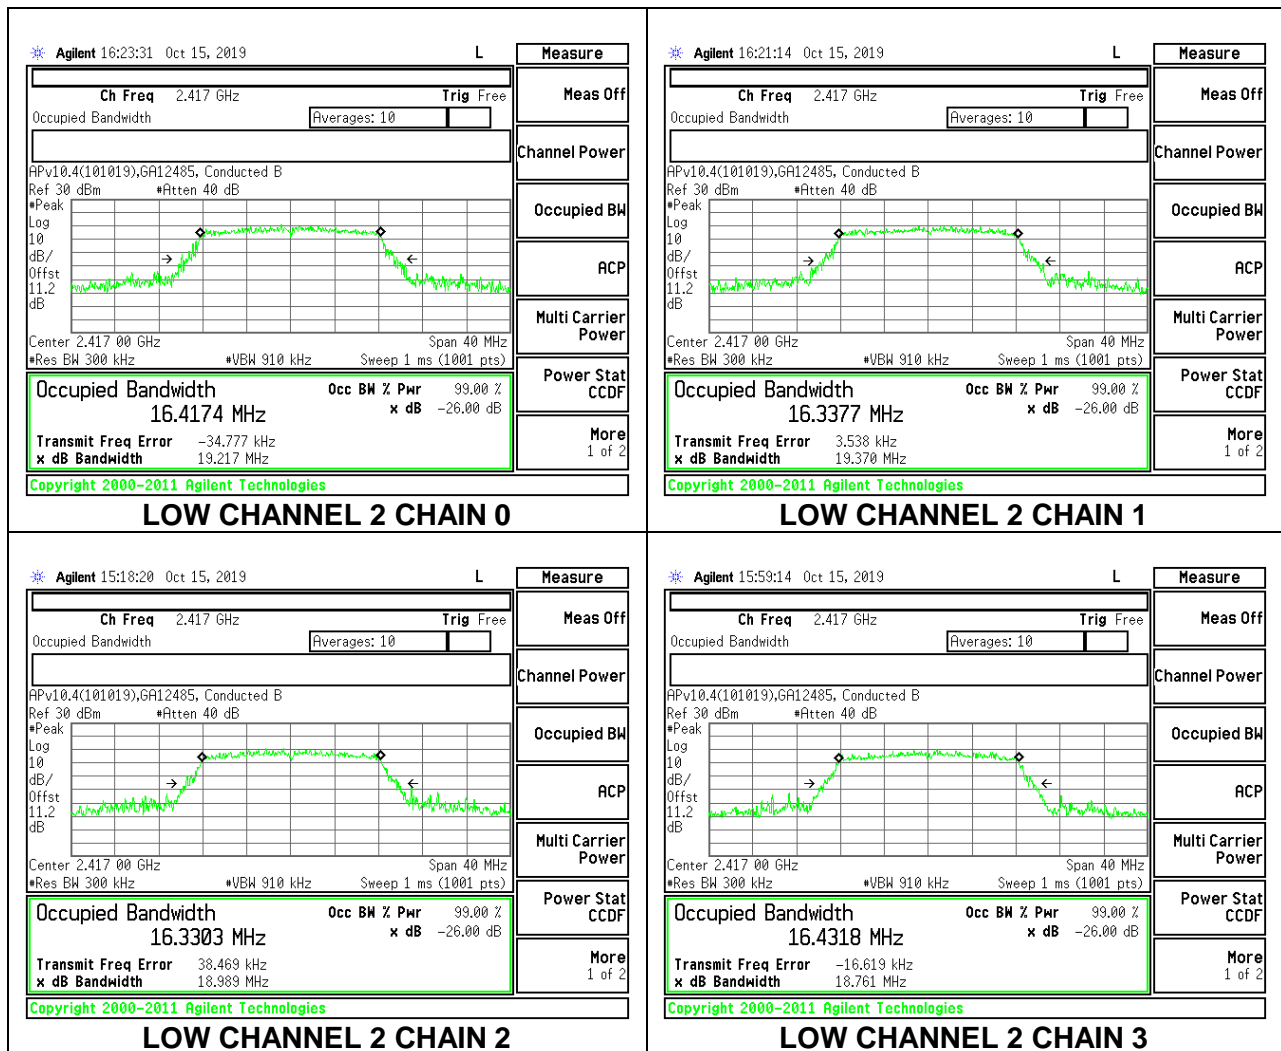 Agilent 16:23:31 Oct 15, 2019 L Measure
Ch Freq 2.417 GHz Trig Free Meas Off
Occupied Bandwidth Averages: 10
Channel Power
APv10.4(101019),GA12485, Conducted B
Ref 30 dBm #Atten 40 dB
#Peak Occupied BW
Log
10
dB/
Offst ACP
11.2
dB
Multi Carrier
Power
Center 2.417 00 GHz Span 40 MHz
#Res BW 300 kHz #VBW 910 kHz Sweep 1 ms (1001 pts)
Power Stat
CCDF
Occupied Bandwidth Occ BW % Pwr 99.00 %
16.4174 MHz x dB -26.00 dB
Transmit Freq Error -34.777 kHz
x dB Bandwidth 19.217 MHz
More
1 of 2
Copyright 2000-2011 Agilent Technologies
LOW CHANNEL 2 CHAIN 0
Agilent 16:21:14 Oct 15, 2019 L Measure
Ch Freq 2.417 GHz Trig Free Meas Off
Occupied Bandwidth Averages: 10
Channel Power
APv10.4(101019),GA12485, Conducted B
Ref 30 dBm #Atten 40 dB
#Peak Occupied BW
Log
10
dB/
Offst ACP
11.2
dB
Multi Carrier
Power
Center 2.417 00 GHz Span 40 MHz
#Res BW 300 kHz #VBW 910 kHz Sweep 1 ms (1001 pts)
Power Stat
CCDF
Occupied Bandwidth Occ BW % Pwr 99.00 %
16.3377 MHz x dB -26.00 dB
Transmit Freq Error 3.538 kHz
x dB Bandwidth 19.370 MHz
More
1 of 2
Copyright 2000-2011 Agilent Technologies
LOW CHANNEL 2 CHAIN 1
Agilent 15:18:20 Oct 15, 2019 L Measure
Ch Freq 2.417 GHz Trig Free Meas Off
Occupied Bandwidth Averages: 10
Channel Power
APv10.4(101019),GA12485, Conducted B
Ref 30 dBm #Atten 40 dB
#Peak Occupied BW
Log
10
dB/
Offst ACP
11.2
dB
Multi Carrier
Power
Center 2.417 00 GHz Span 40 MHz
#Res BW 300 kHz #VBW 910 kHz Sweep 1 ms (1001 pts)
Power Stat
CCDF
Occupied Bandwidth Occ BW % Pwr 99.00 %
16.3303 MHz x dB -26.00 dB
Transmit Freq Error 38.469 kHz
x dB Bandwidth 18.989 MHz
More
1 of 2
Copyright 2000-2011 Agilent Technologies
LOW CHANNEL 2 CHAIN 2
Agilent 15:59:14 Oct 15, 2019 L Measure
Ch Freq 2.417 GHz Trig Free Meas Off
Occupied Bandwidth Averages: 10
Channel Power
APv10.4(101019),GA12485, Conducted B
Ref 30 dBm #Atten 40 dB
#Peak Occupied BW
Log
10
dB/
Offst ACP
11.2
dB
Multi Carrier
Power
Center 2.417 00 GHz Span 40 MHz
#Res BW 300 kHz #VBW 910 kHz Sweep 1 ms (1001 pts)
Power Stat
CCDF
Occupied Bandwidth Occ BW % Pwr 99.00 %
16.4318 MHz x dB -26.00 dB
Transmit Freq Error -16.619 kHz
x dB Bandwidth 18.761 MHz
More
1 of 2
Copyright 2000-2011 Agilent Technologies
LOW CHANNEL 2 CHAIN 3